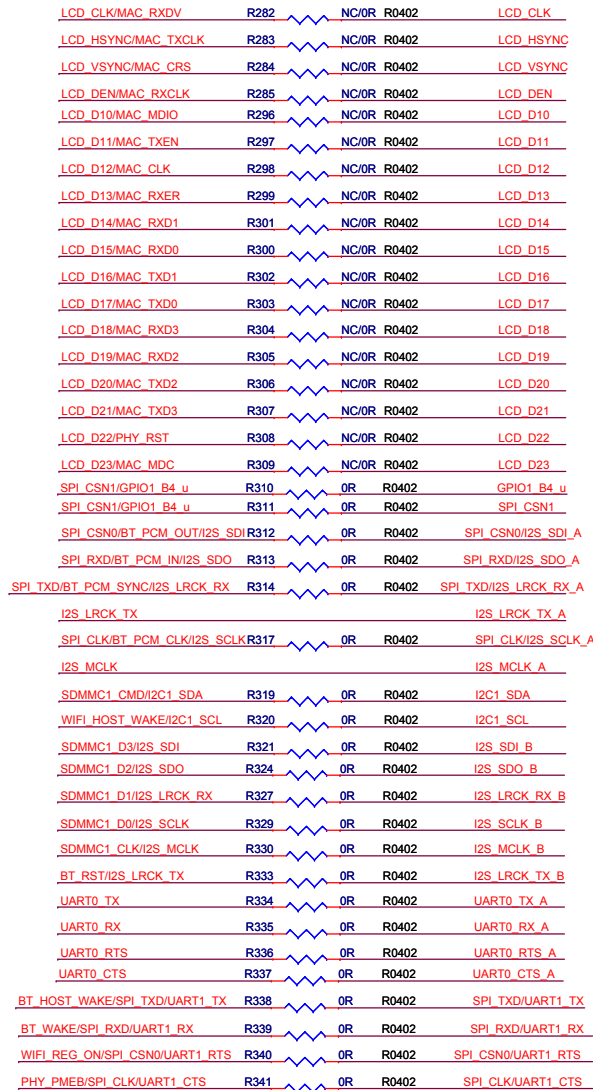 LCD_CLK/MAC_RXDV R282 NC/0R R0402 LCD_CLK
LCD_HSYNC/MAC_TXCLK R283 NC/0R R0402 LCD_HSYNC
LCD_VSYNC/MAC_CRS R284 NC/0R R0402 LCD_VSYNC
LCD_DEN/MAC_RXCLK R285 NC/0R R0402 LCD_DEN
LCD_D10/MAC_MDIO R296 NC/0R R0402 LCD_D10
LCD_D11/MAC_TXEN R297 NC/0R R0402 LCD_D11
LCD_D12/MAC_CLK R298 NC/0R R0402 LCD_D12
LCD_D13/MAC_RXER R299 NC/0R R0402 LCD_D13
LCD_D14/MAC_RXD1 R301 NC/0R R0402 LCD_D14
LCD_D15/MAC_RXD0 R300 NC/0R R0402 LCD_D15
LCD_D16/MAC_TXD1 R302 NC/0R R0402 LCD_D16
LCD_D17/MAC_TXD0 R303 NC/0R R0402 LCD_D17
LCD_D18/MAC_RXD3 R304 NC/0R R0402 LCD_D18
LCD_D19/MAC_RXD2 R305 NC/0R R0402 LCD_D19
LCD_D20/MAC_TXD2 R306 NC/0R R0402 LCD_D20
LCD_D21/MAC_TXD3 R307 NC/0R R0402 LCD_D21
LCD_D22/PHY_RST R308 NC/0R R0402 LCD_D22
LCD_D23/MAC_MDC R309 NC/0R R0402 LCD_D23
SPI_CSN1/GPIO1_B4_u R310 0R R0402 GPIO1_B4_u
SPI_CSN1/GPIO1_B4_u R311 0R R0402 SPI_CSN1
SPI_CSN0/BT_PCM_OUT/I2S_SDI R312 0R R0402 SPI_CSN0/I2S_SDI_A
SPI_RXD/BT_PCM_IN/I2S_SDO R313 0R R0402 SPI_RXD/I2S_SDO_A
SPI_TXD/BT_PCM_SYNC/I2S_LRCK_RX R314 0R R0402 SPI_TXD/I2S_LRCK_RX_A
I2S_LRCK_TX I2S_LRCK_TX_A
SPI_CLK/BT_PCM_CLK/I2S_SCLK R317 0R R0402 SPI_CLK/I2S_SCLK_A
I2S_MCLK I2S_MCLK_A
SDMMC1_CMD/I2C1_SDA R319 0R R0402 I2C1_SDA
WIFI_HOST_WAKE/I2C1_SCL R320 0R R0402 I2C1_SCL
SDMMC1_D3/I2S_SDI R321 0R R0402 I2S_SDI_B
SDMMC1_D2/I2S_SDO R324 0R R0402 I2S_SDO_B
SDMMC1_D1/I2S_LRCK_RX R327 0R R0402 I2S_LRCK_RX_B
SDMMC1_D0/I2S_SCLK R329 0R R0402 I2S_SCLK_B
SDMMC1_CLK/I2S_MCLK R330 0R R0402 I2S_MCLK_B
BT_RST/I2S_LRCK_TX R333 0R R0402 I2S_LRCK_TX_B
UART0_TX R334 0R R0402 UART0_TX_A
UART0_RX R335 0R R0402 UART0_RX_A
UART0_RTS R336 0R R0402 UART0_RTS_A
UART0_CTS R337 0R R0402 UART0_CTS_A
BT_HOST_WAKE/SPI_TXD/UART1_TX R338 0R R0402 SPI_TXD/UART1_TX
BT_WAKE/SPI_RXD/UART1_RX R339 0R R0402 SPI_RXD/UART1_RX
WIFI_REG_ON/SPI_CSN0/UART1_RTS R340 0R R0402 SPI_CSN0/UART1_RTS
PHY_PMEB/SPI_CLK/UART1_CTS R341 0R R0402 SPI_CLK/UART1_CTS